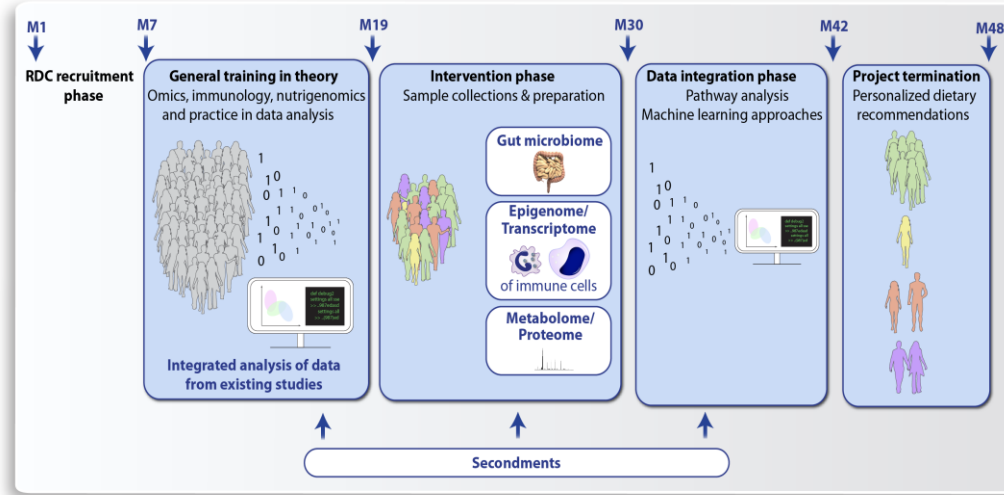 M1
M7
M19
M30
M42
M48
RDC recruitment
phase
General training in theory
Omics, immunology, nutrigenomics
and practice in data analysis
Integrated analysis of data
from existing studies
Intervention phase
Sample collections & preparation
Gut microbiome
Epigenome/
Transcriptome
of immune cells
Metabolome/
Proteome
Data integration phase
Pathway analysis
Machine learning approaches
Project termination
Personalized dietary
recommendations
Secondments